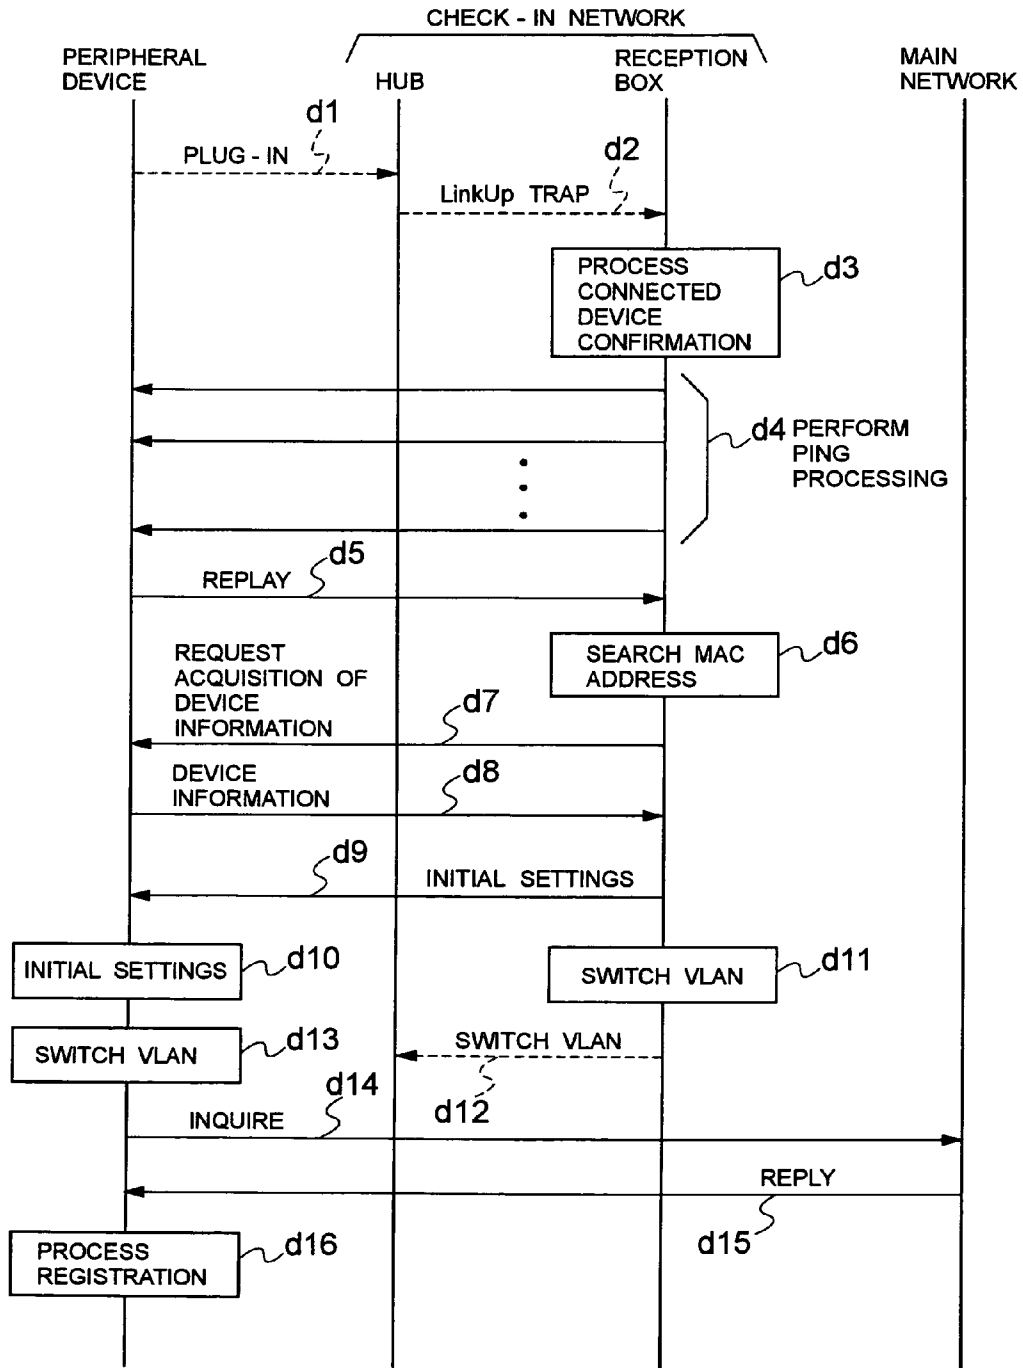 CHECK - IN NETWORK
PERIPHERAL
DEVICE
HUB
RECEPTION
BOX
MAIN
NETWORK
d1
PLUG - IN
d2
LinkUp TRAP
PROCESS
CONNECTED
DEVICE
CONFIRMATION
d3
d4
PERFORM
PING
PROCESSING
d5
REPLAY
SEARCH MAC
ADDRESS
d6
REQUEST
ACQUISITION OF
DEVICE
INFORMATION
d7
DEVICE
INFORMATION
d8
d9
INITIAL SETTINGS
INITIAL SETTINGS
d10
SWITCH VLAN
d11
SWITCH VLAN
d13
SWITCH VLAN
d12
d14
INQUIRE
REPLY
d15
PROCESS
REGISTRATION
d16